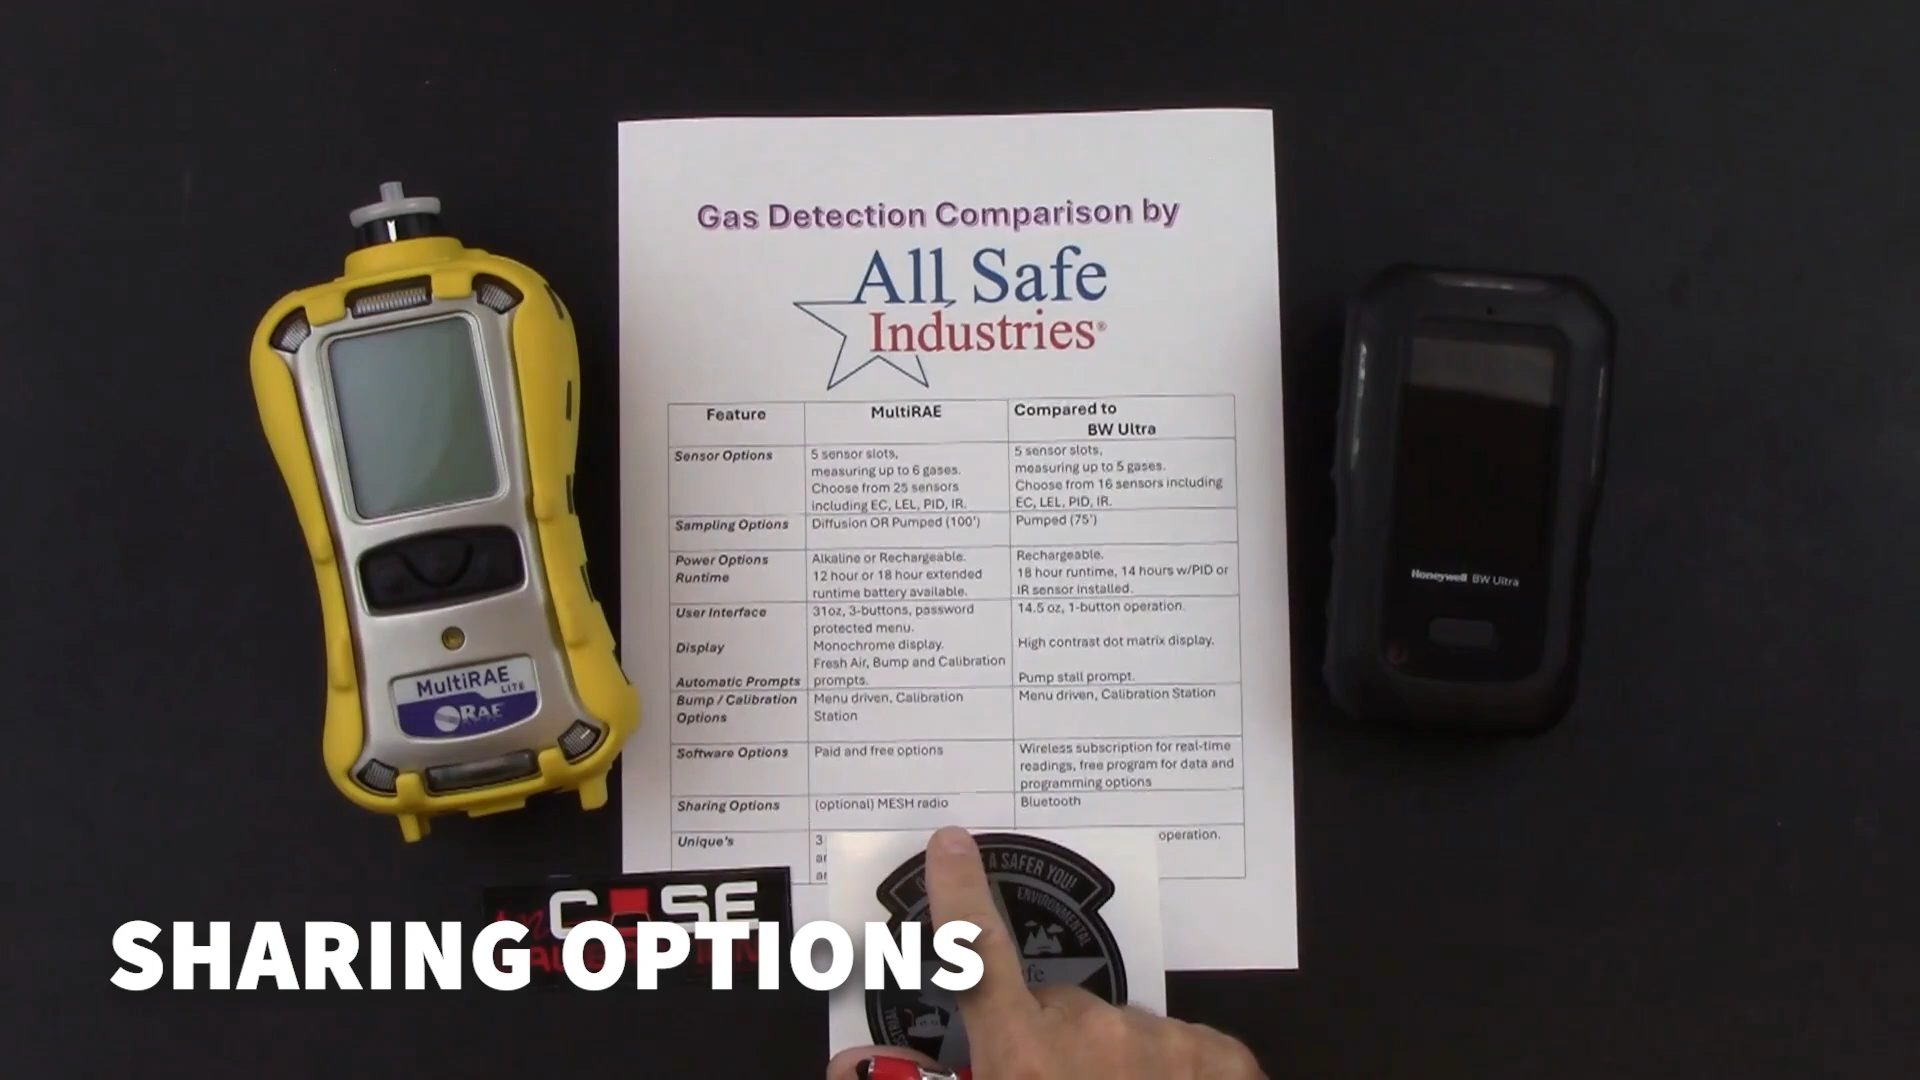 Gas Detection Comparison by
All Safe
Industries®
Feature MultiRAE Compared to
BW Ultra
Sensor Options 5 sensor slots, 5 sensor slots,
measuring up to 6 gases. measuring up to 5 gases.
Choose from 25 sensors Choose from 16 sensors including
including EC, LEL, PID, IR. EC, LEL, PID, IR.
Sampling Options Diffusion OR Pumped (100') Pumped (75')
Power Options Alkaline or Rechargeable. Rechargeable.
Runtime 12 hour or 18 hour extended 18 hour runtime, 14 hours w/PID or
runtime battery available. IR sensor installed.
User Interface 31oz, 3-buttons, password 14.5 oz, 1-button operation.
protected menu.
Display Monochrome display. High contrast dot matrix display.
Fresh Air, Bump and Calibration
Automatic Prompts prompts. Pump stall prompt.
Bump / Calibration Menu driven, Calibration Menu driven, Calibration Station
Options Station
Software Options Paid and free options Wireless subscription for real-time
readings, free program for data and
programming options
Sharing Options (optional) MESH radio Bluetooth
Unique's 3 operation.
MultiRAE
LITE
RAE
Honeywell BW Ultra
A SAFER YOU!
ENVIRONMENTAL
SHARING OPTIONS